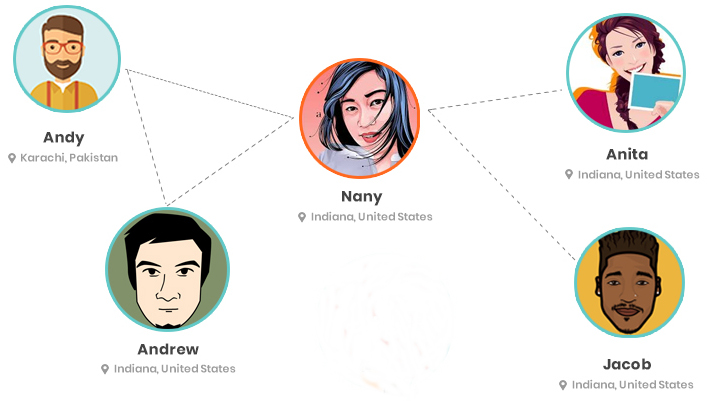 Andy
Karachi, Pakistan
Nany
Indiana, United States
Anita
Indiana, United States
Andrew
Indiana, United States
Jacob
Indiana, United States